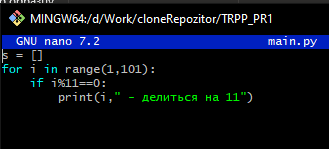 MINGW64:/d/Work/cloneRepozitor/TRPP_PR1
GNU nano 7.2 main.py
s = []
for i in range(1,101):
    if i%11==0:
        print(i," - делиться на 11")